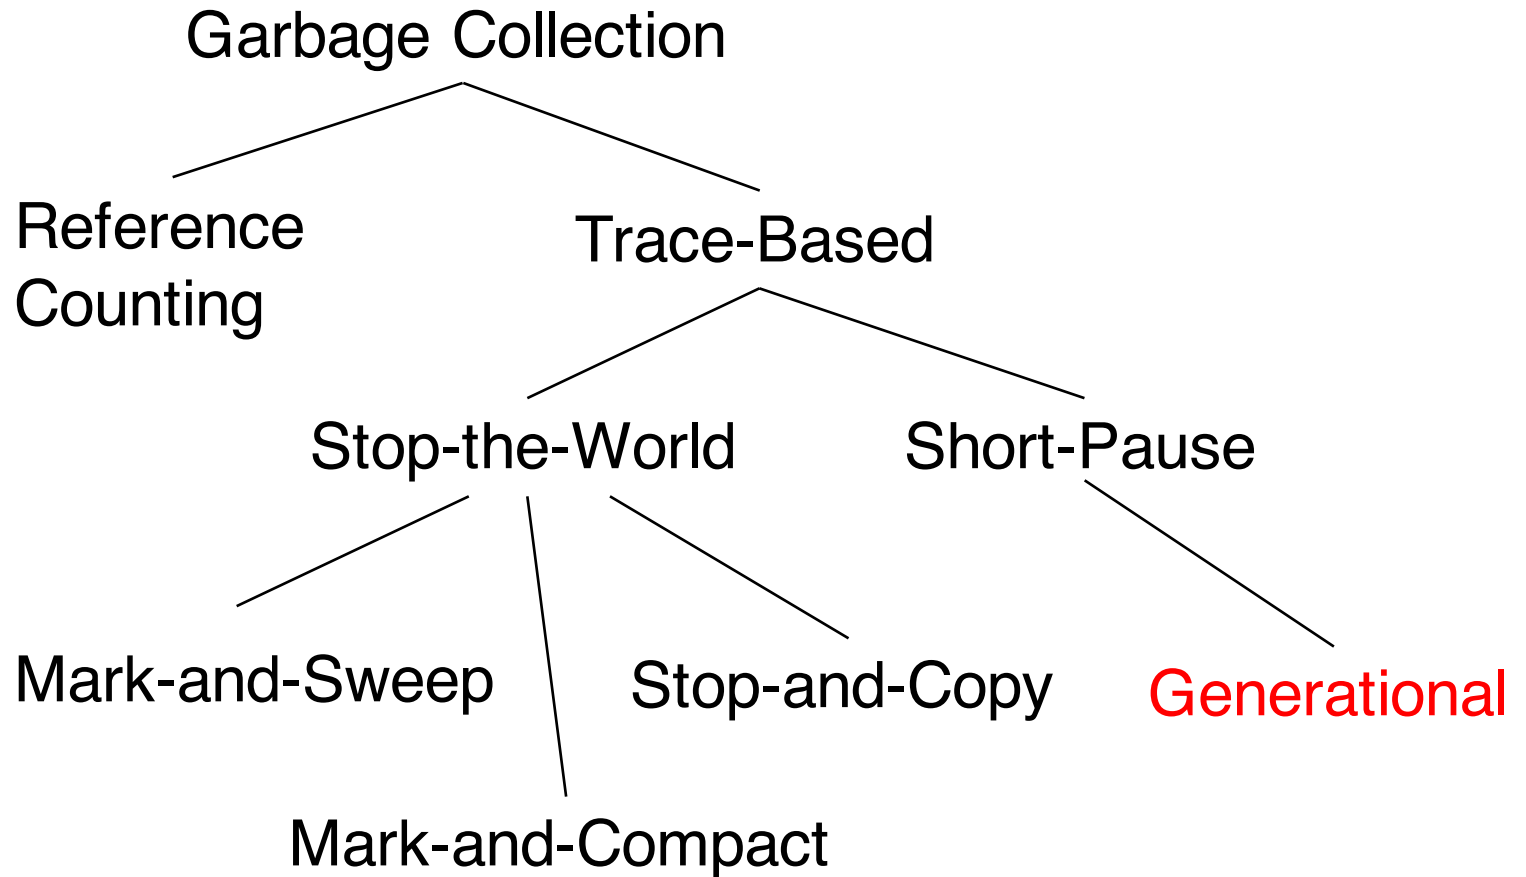 Garbage Collection
Reference
Counting
Trace-Based
Stop-the-World
Short-Pause
Mark-and-Sweep
Stop-and-Copy
Generational
Mark-and-Compact